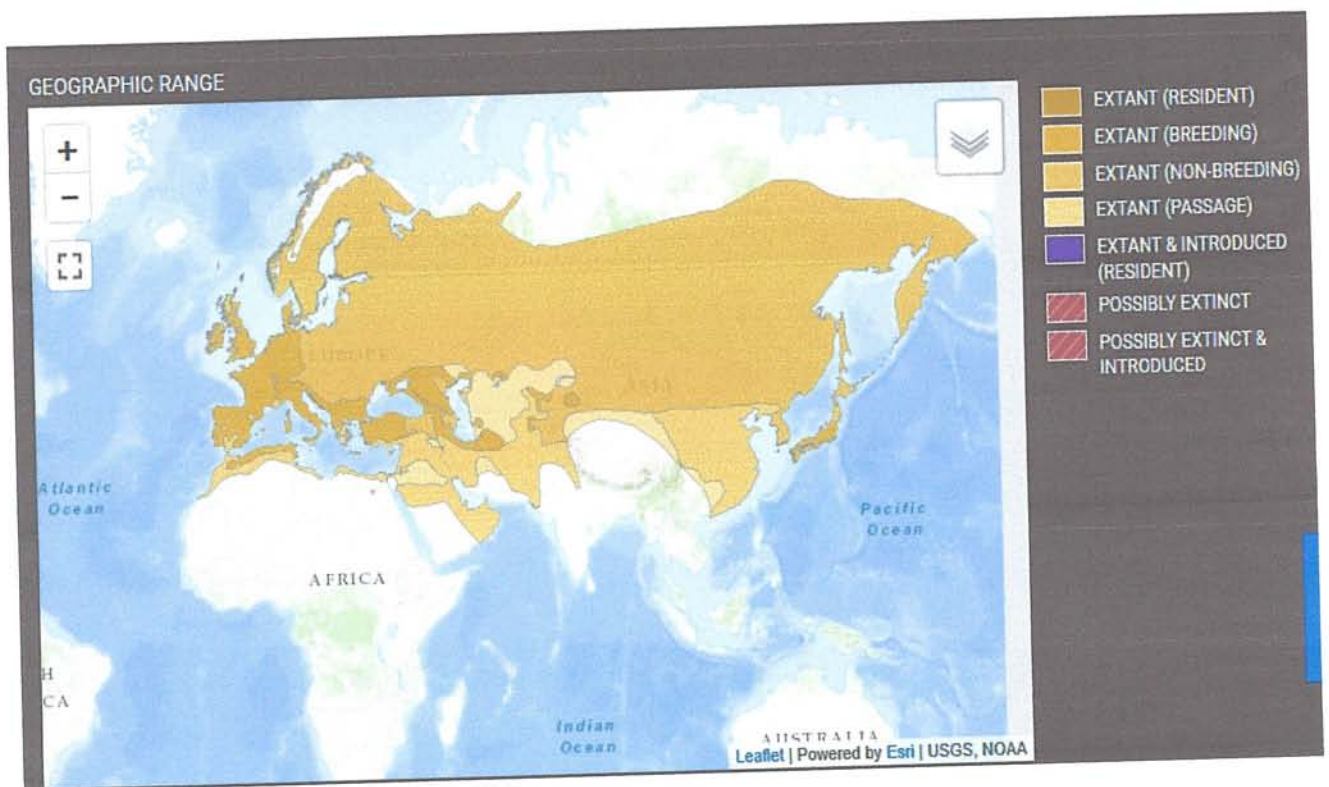 GEOGRAPHIC RANGE
+
−
EUROPE
ASIA
Atlantic
Ocean
Pacific
Ocean
AFRICA
H
CA
Indian
Ocean
AUSTRALIA
Leaflet | Powered by Esri | USGS, NOAA
EXTANT (RESIDENT)
EXTANT (BREEDING)
EXTANT (NON-BREEDING)
EXTANT (PASSAGE)
EXTANT & INTRODUCED
(RESIDENT)
POSSIBLY EXTINCT
POSSIBLY EXTINCT &
INTRODUCED